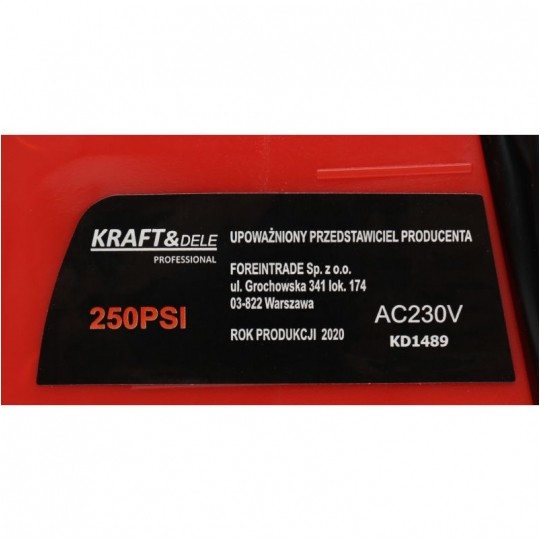 KRAFT&DELE
PROFESSIONAL
250PSI
UPOWAŻNIONY PRZEDSTAWICIEL PRODUCENTA
FOREINTRADE Sp. z o.o.
ul. Grochowska 341 lok. 174
03-822 Warszawa
ROK PRODUKCJI 2020
AC230V
KD1489